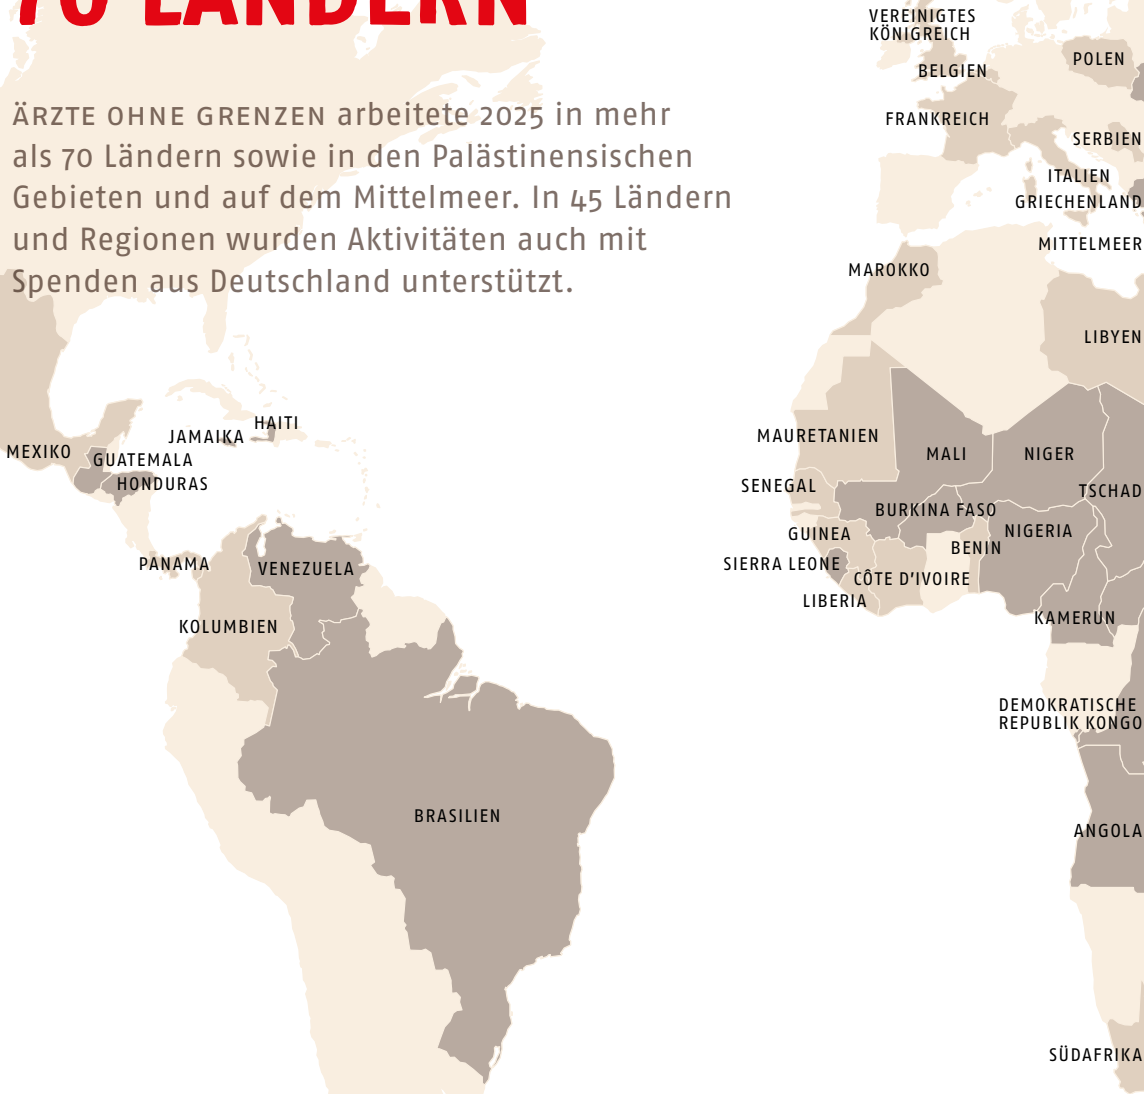 70 LÄNDERN
ÄRZTE OHNE GRENZEN arbeitete 2025 in mehr
als 70 Ländern sowie in den Palästinensischen
Gebieten und auf dem Mittelmeer. In 45 Ländern
und Regionen wurden Aktivitäten auch mit
Spenden aus Deutschland unterstützt.
VEREINIGTES
KÖNIGREICH
POLEN
BELGIEN
FRANKREICH
SERBIEN
ITALIEN
GRIECHENLAND
MITTELMEER
MAROKKO
LIBYEN
HAITI
JAMAIKA
MEXIKO
GUATEMALA
HONDURAS
MAURETANIEN
MALI
NIGER
SENEGAL
TSCHAD
BURKINA FASO
GUINEA
NIGERIA
BENIN
SIERRA LEONE
CÔTE D'IVOIRE
LIBERIA
PANAMA
VENEZUELA
KAMERUN
KOLUMBIEN
DEMOKRATISCHE
REPUBLIK KONGO
BRASILIEN
ANGOLA
SÜDAFRIKA